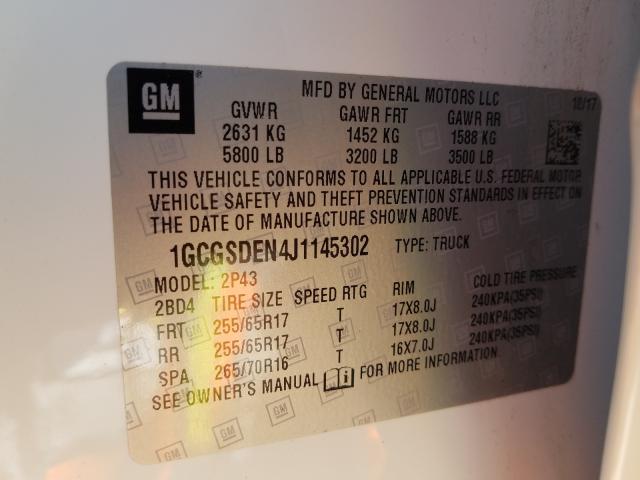 GM
MFD BY GENERAL MOTORS LLC
GVWR GAWR FRT GAWR RR
2631 KG 1452 KG 1588 KG
5800 LB 3200 LB 3500 LB
THIS VEHICLE CONFORMS TO ALL APPLICABLE U.S. FEDERAL MOTOR
VEHICLE SAFETY AND THEFT PREVENTION STANDARDS IN EFFECT ON
THE DATE OF MANUFACTURE SHOWN ABOVE.
1GCGSDEN4J1145302 TYPE: TRUCK
MODEL: 2P43
2BD4 TIRE SIZE SPEED RTG RIM COLD TIRE PRESSURE
FRT 255/65R17 T 17X8.0J 240KPA(35PSI)
RR 255/65R17 T 17X8.0J 240KPA(35PSI)
SPA 265/70R16 T 16X7.0J 240KPA(35PSI)
SEE OWNER'S MANUAL FOR MORE INFORMATION.